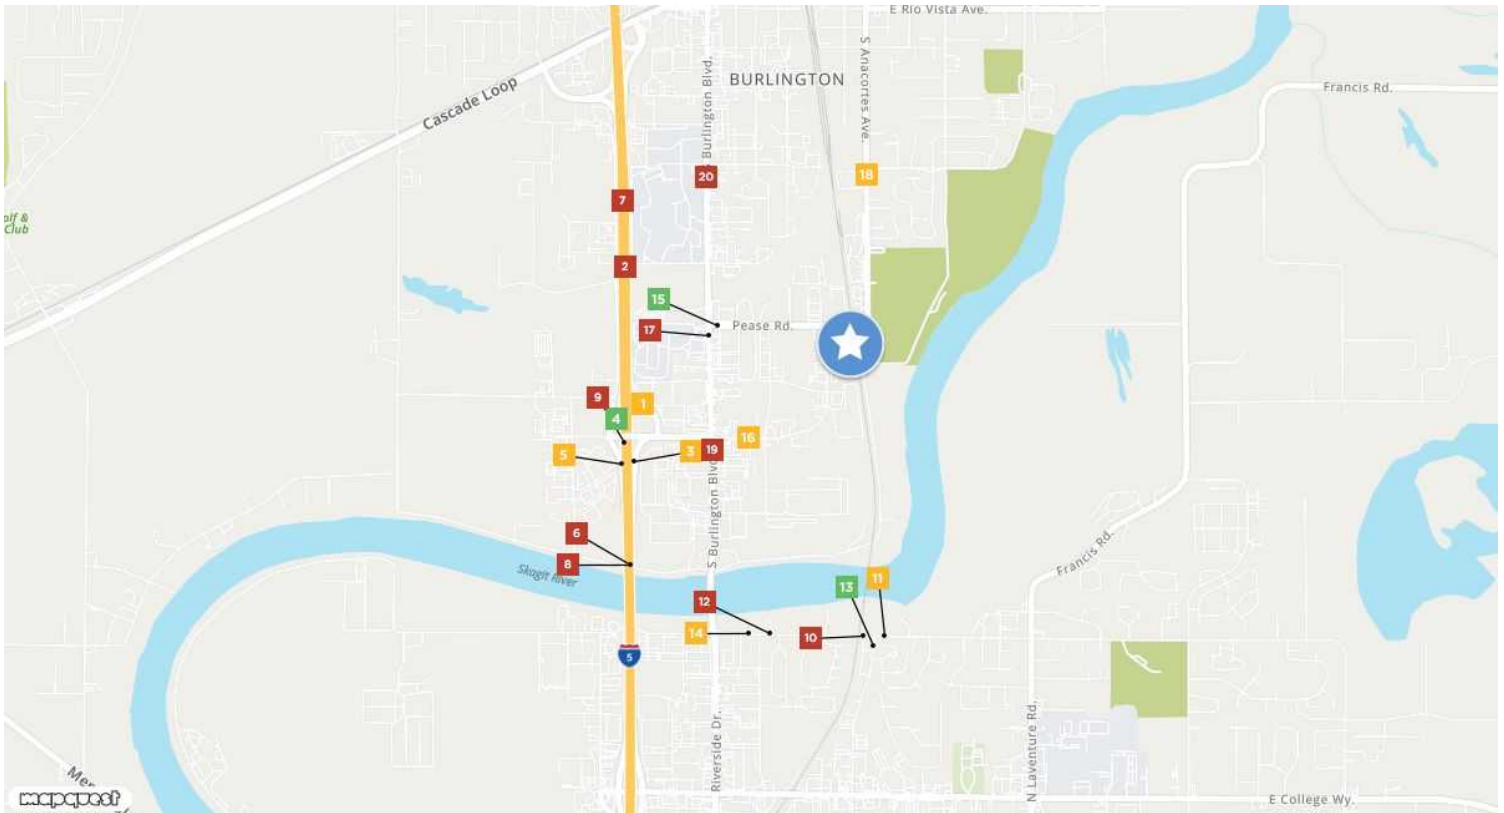 E Rio Vista Ave.
BURLINGTON
S Anacortes Ave.
Burlington Blvd.
Cascade Loop
Francis Rd.
20
18
7
Club
2
15
17
Pease Rd.
9
1
4
16
5
3
19
S Burlington Blvd
6
8
Skagit River
Francis Rd.
13
11
12
14
10
5
Riverside Dr.
N Laventure Rd.
mapquest
E College Wy.